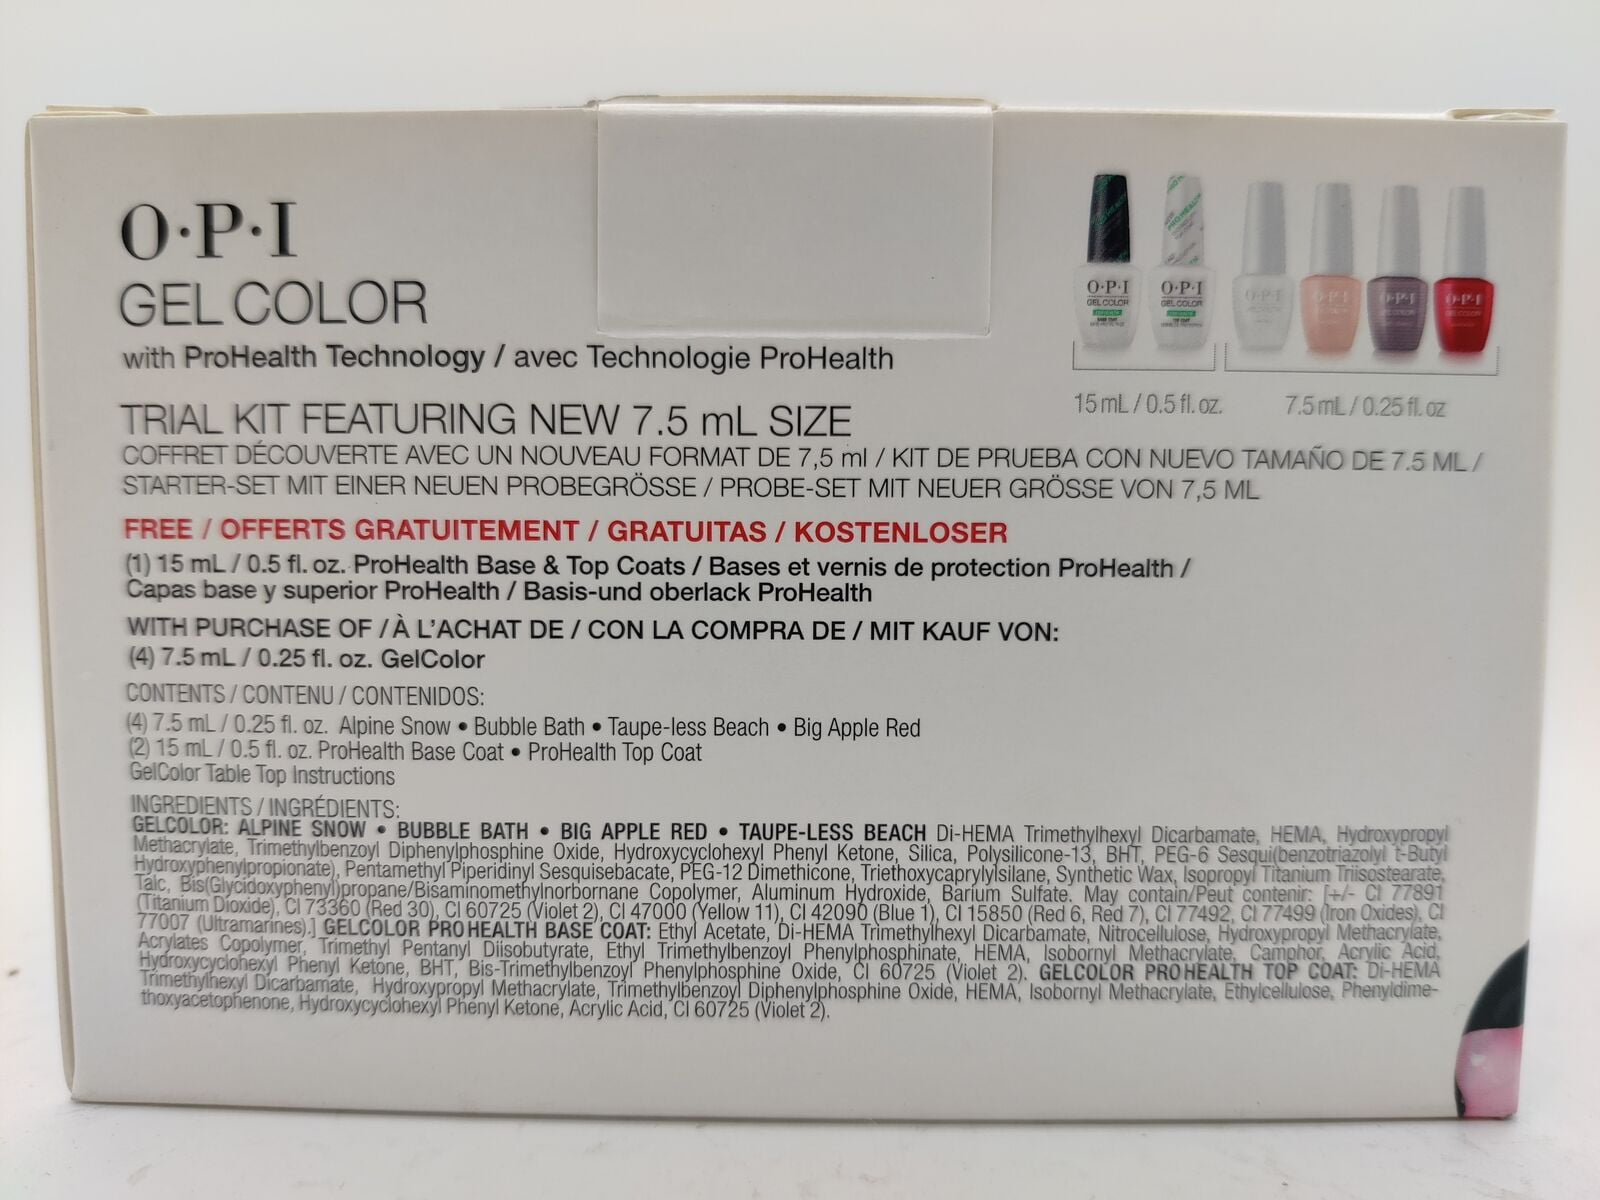 O·P·I
GEL COLOR
with ProHealth Technology / avec Technologie ProHealth
TRIAL KIT FEATURING NEW 7.5 mL SIZE
COFFRET DÉCOUVERTE AVEC UN NOUVEAU FORMAT DE 7,5 ml / KIT DE PRUEBA CON NUEVO TAMAÑO DE 7.5 ML /
STARTER-SET MIT EINER NEUEN PROBEGRÖSSE / PROBE-SET MIT NEUER GRÖSSE VON 7,5 ML
FREE / OFFERTS GRATUITEMENT / GRATUITAS / KOSTENLOSER
(1) 15 mL / 0.5 fl. oz. ProHealth Base & Top Coats / Bases et vernis de protection ProHealth /
Capas base y superior ProHealth / Basis-und oberlack ProHealth
WITH PURCHASE OF / À L'ACHAT DE / CON LA COMPRA DE / MIT KAUF VON:
(4) 7.5 mL / 0.25 fl. oz. GelColor
CONTENTS / CONTENU / CONTENIDOS:
(4) 7.5 mL / 0.25 fl. oz. Alpine Snow • Bubble Bath • Taupe-less Beach • Big Apple Red
(2) 15 mL / 0.5 fl. oz. ProHealth Base Coat • ProHealth Top Coat
GelColor Table Top Instructions
INGREDIENTS / INGRÉDIENTS:
GELCOLOR: ALPINE SNOW • BUBBLE BATH • BIG APPLE RED • TAUPE-LESS BEACH Di-HEMA Trimethylhexyl Dicarbamate, HEMA, Hydroxypropyl
Methacrylate, Trimethylbenzoyl Diphenylphosphine Oxide, Hydroxycyclohexyl Phenyl Ketone, Silica, Polysilicone-13, BHT, PEG-6 Sesqui(benzotriazolyl t-Butyl
Hydroxyphenylpropionate), Pentamethyl Piperidinyl Sesquisebacate, PEG-12 Dimethicone, Triethoxycaprylylsilane, Synthetic Wax, Isopropyl Titanium Triisostearate,
Talc, Bis(Glycidoxyphenyl)propane/Bisaminomethylnorbornane Copolymer, Aluminum Hydroxide, Barium Sulfate. May contain/Peut contenir: [+/- CI 77891
(Titanium Dioxide), CI 73360 (Red 30), CI 60725 (Violet 2), CI 47000 (Yellow 11), CI 42090 (Blue 1), CI 15850 (Red 6, Red 7), CI 77492, CI 77499 (Iron Oxides), CI
77007 (Ultramarines).] GELCOLOR PROHEALTH BASE COAT: Ethyl Acetate, Di-HEMA Trimethylhexyl Dicarbamate, Nitrocellulose, Hydroxypropyl Methacrylate,
Acrylates Copolymer, Trimethyl Pentanyl Diisobutyrate, Ethyl Trimethylbenzoyl Phenylphosphinate, HEMA, Isobornyl Methacrylate, Camphor, Acrylic Acid,
Hydroxycyclohexyl Phenyl Ketone, BHT, Bis-Trimethylbenzoyl Phenylphosphine Oxide, CI 60725 (Violet 2). GELCOLOR PROHEALTH TOP COAT: Di-HEMA
Trimethylhexyl Dicarbamate, Hydroxypropyl Methacrylate, Trimethylbenzoyl Diphenylphosphine Oxide, HEMA, Isobornyl Methacrylate, Ethylcellulose, Phenyldime-
thoxyacetophenone, Hydroxycyclohexyl Phenyl Ketone, Acrylic Acid, CI 60725 (Violet 2).
O·P·I O·P·I O·P·I O·P·I O·P·I O·P·I
GEL COLOR GEL COLOR
15 mL / 0.5 fl. oz. 7.5 mL / 0.25 fl. oz